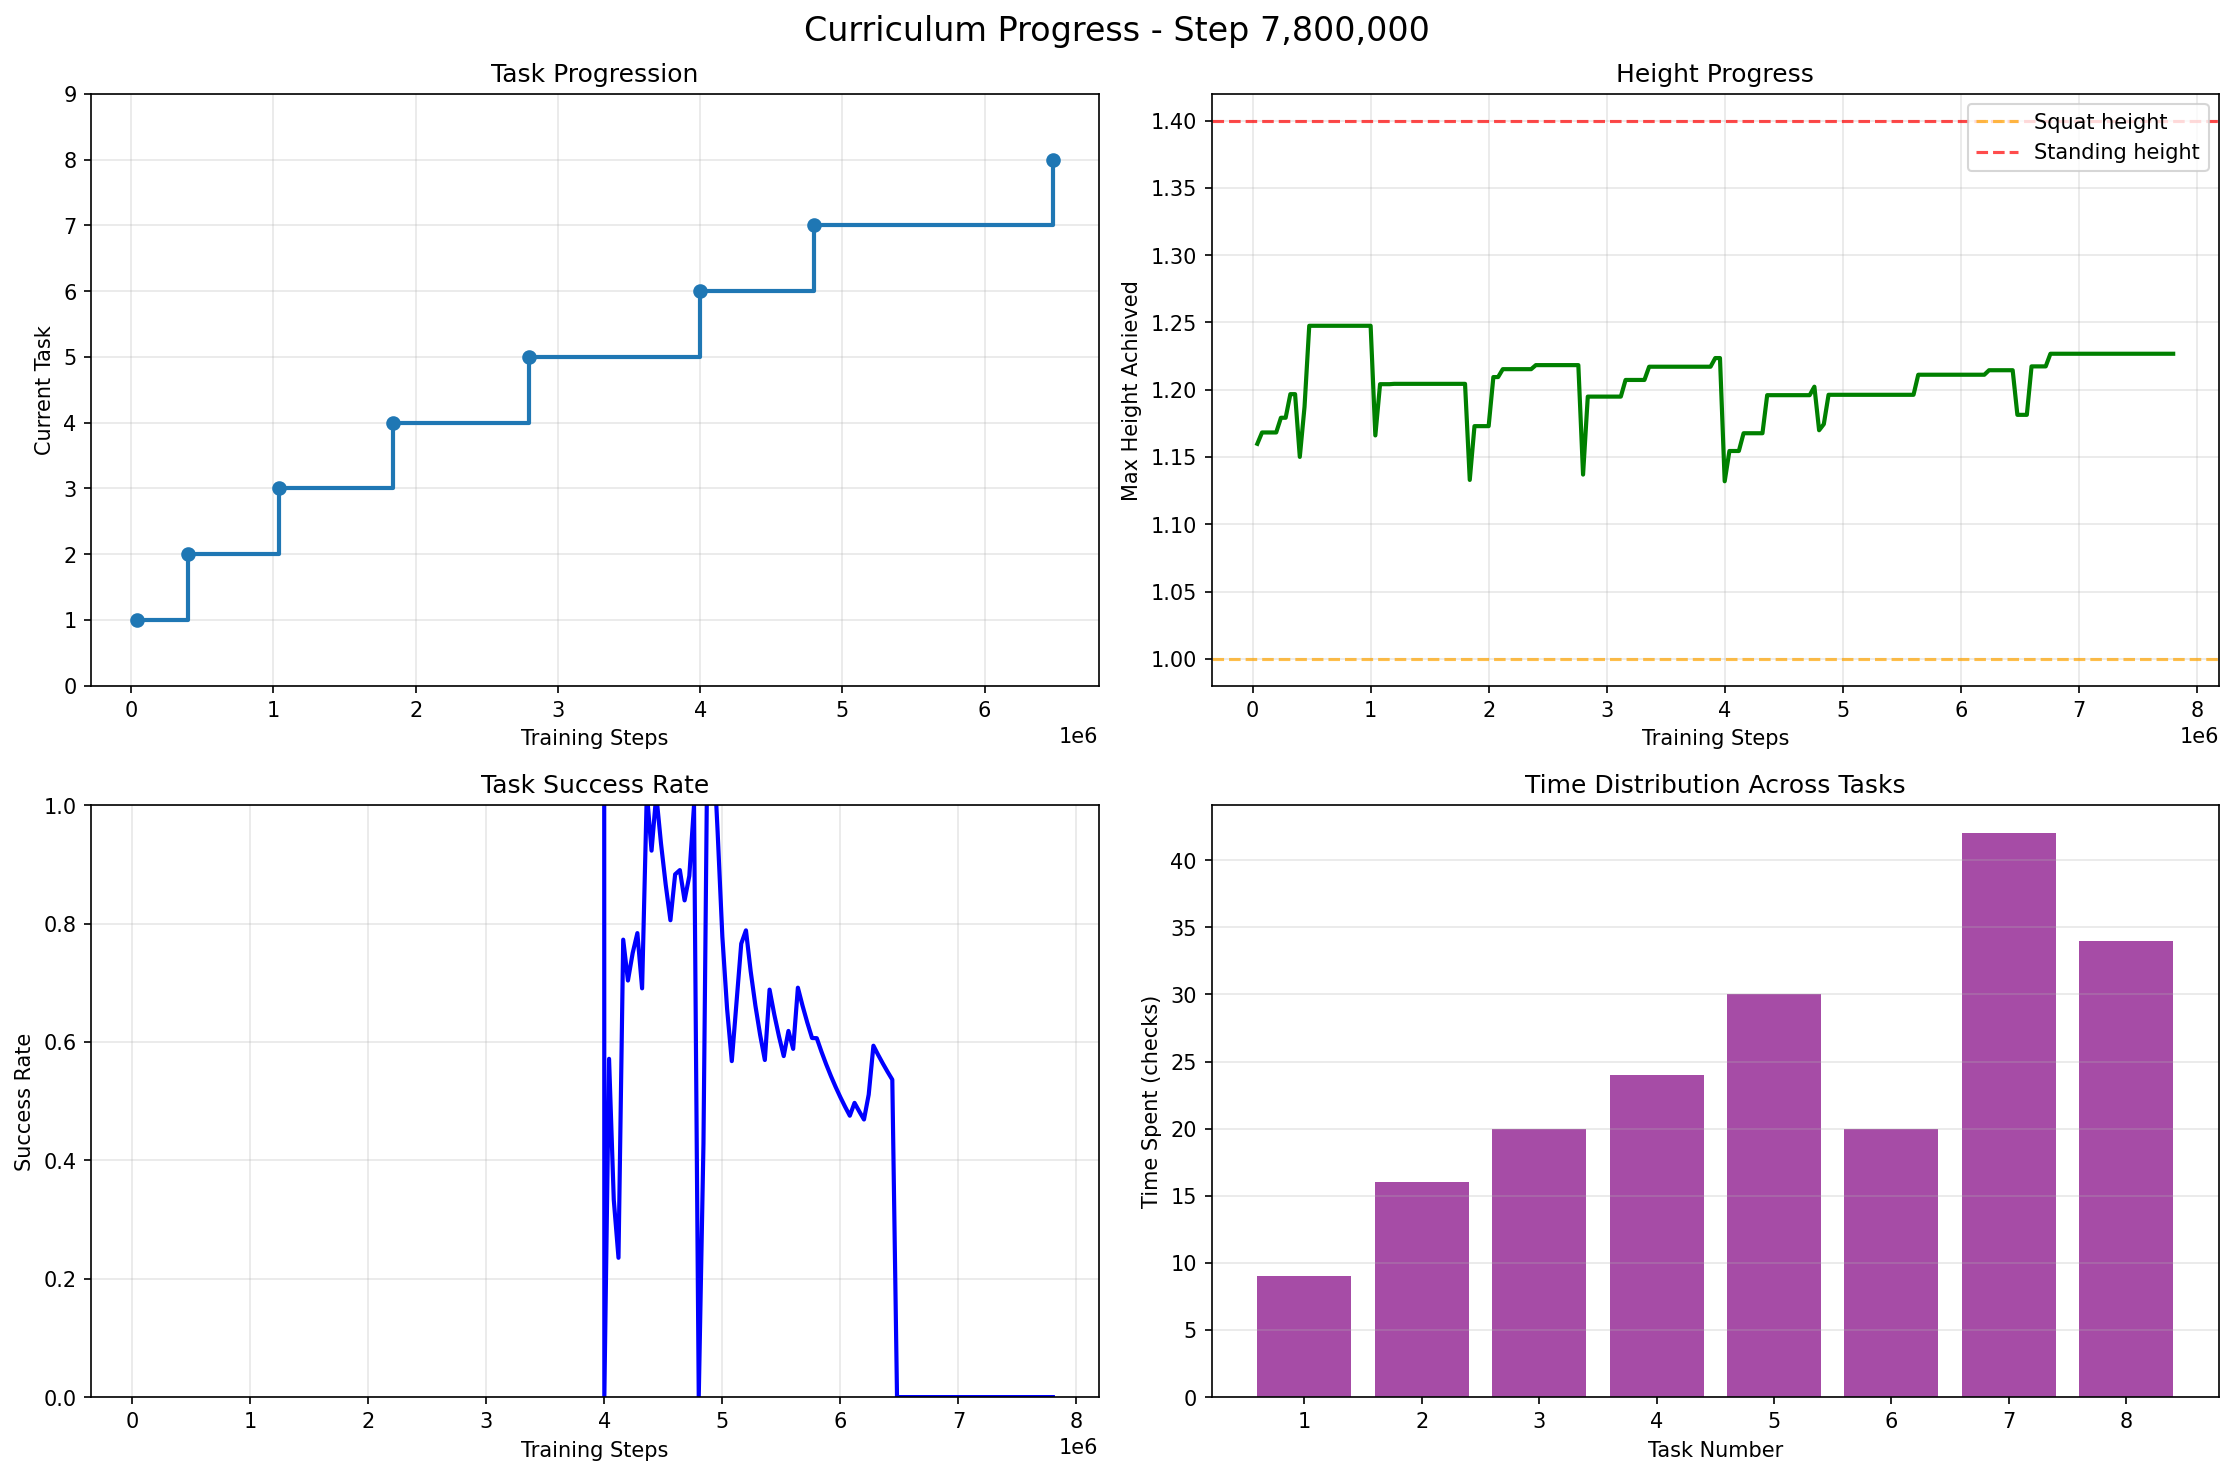 Curriculum Progress - Step 7,800,000
Task Progression
9
8
7
6
5
4
3
2
1
0
Current Task
0 1 2 3 4 5 6
1e6
Training Steps
Height Progress
Squat height
Standing height
1.40
1.35
1.30
1.25
1.20
1.15
1.10
1.05
1.00
Max Height Achieved
0 1 2 3 4 5 6 7 8
1e6
Training Steps
Task Success Rate
1.0
0.8
0.6
0.4
0.2
0.0
Success Rate
0 1 2 3 4 5 6 7 8
1e6
Training Steps
Time Distribution Across Tasks
40
35
30
25
20
15
10
5
0
Time Spent (checks)
1 2 3 4 5 6 7 8
Task Number